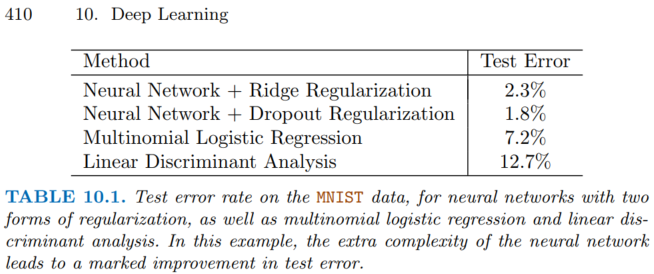 410 10. Deep Learning
Method Test Error
Neural Network + Ridge Regularization 2.3%
Neural Network + Dropout Regularization 1.8%
Multinomial Logistic Regression 7.2%
Linear Discriminant Analysis 12.7%
TABLE 10.1. Test error rate on the MNIST data, for neural networks with two
forms of regularization, as well as multinomial logistic regression and linear dis-
criminant analysis. In this example, the extra complexity of the neural network
leads to a marked improvement in test error.